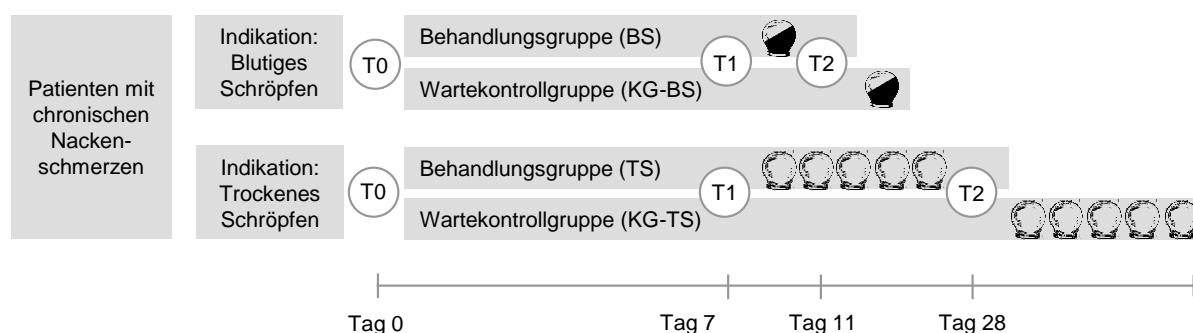 Patienten mit
chronischen
Nacken-
schmerzen
Indikation:
Blutiges
Schröpfen
T0
Behandlungsgruppe (BS)
T1
T2
Wartekontrollgruppe (KG-BS)
Indikation:
Trockenes
Schröpfen
T0
Behandlungsgruppe (TS)
T1
T2
Wartekontrollgruppe (KG-TS)
Tag 0
Tag 7
Tag 11
Tag 28